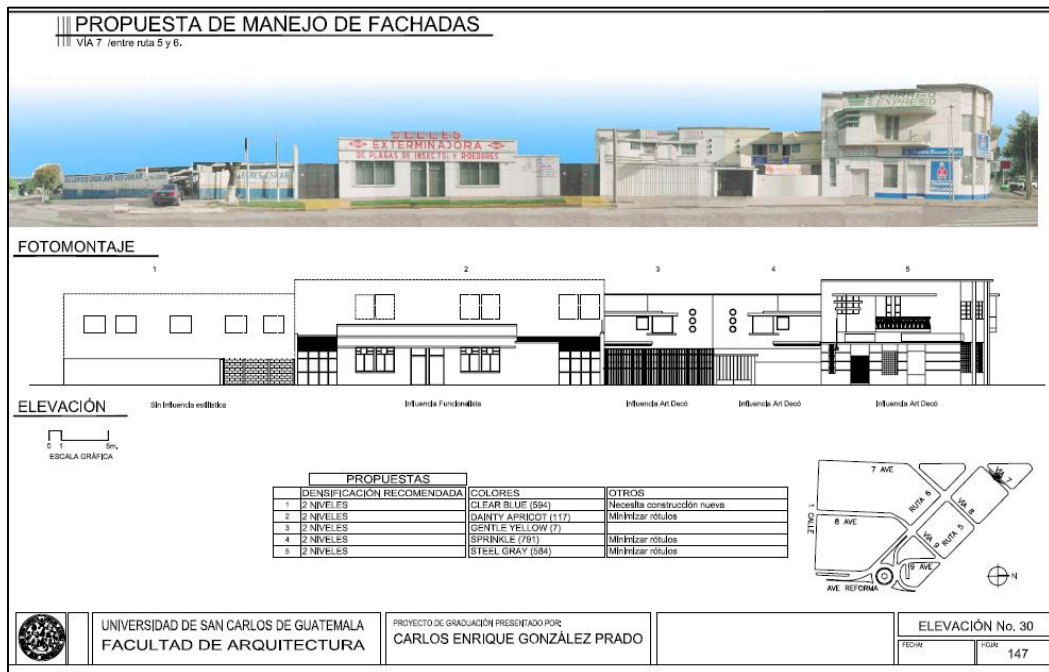 PROPUESTA DE MANEJO DE FACHADAS
VÍA 7 /entre ruta 5 y 6.
SELLES
EXTERMINADORA
DE PLAGAS DE INSECTOS Y ROEDORES
CORREO
EXPRESO
FOTOMONTAJE
1 2 3 4 5
ELEVACIÓN
Sin influencia estilística
Influencia Funcionalista
Influencia Art Decó
Influencia Art Decó
Influencia Art Decó
0 1 5m.
ESCALA GRÁFICA
PROPUESTAS
DENSIFICACIÓN RECOMENDADA COLORES OTROS
1 2 NIVELES CLEAR BLUE (594) Necesita construcción nueva
2 2 NIVELES DAINTY APRICOT (117) Minimizar rótulos
3 2 NIVELES GENTLE YELLOW (7)
4 2 NIVELES SPRINKLE (791) Minimizar rótulos
5 2 NIVELES STEEL GRAY (584) Minimizar rótulos
7 AVE
VÍA 7
RUTA 6
VÍA 8
1 CALLE
8 AVE
VÍA 9
RUTA 5
9 AVE
AVE REFORMA
N
UNIVERSIDAD DE SAN CARLOS DE GUATEMALA
FACULTAD DE ARQUITECTURA
PROYECTO DE GRADUACIÓN PRESENTADO POR:
CARLOS ENRIQUE GONZÁLEZ PRADO
ELEVACIÓN No. 30
FECHA:
HOJA:
147